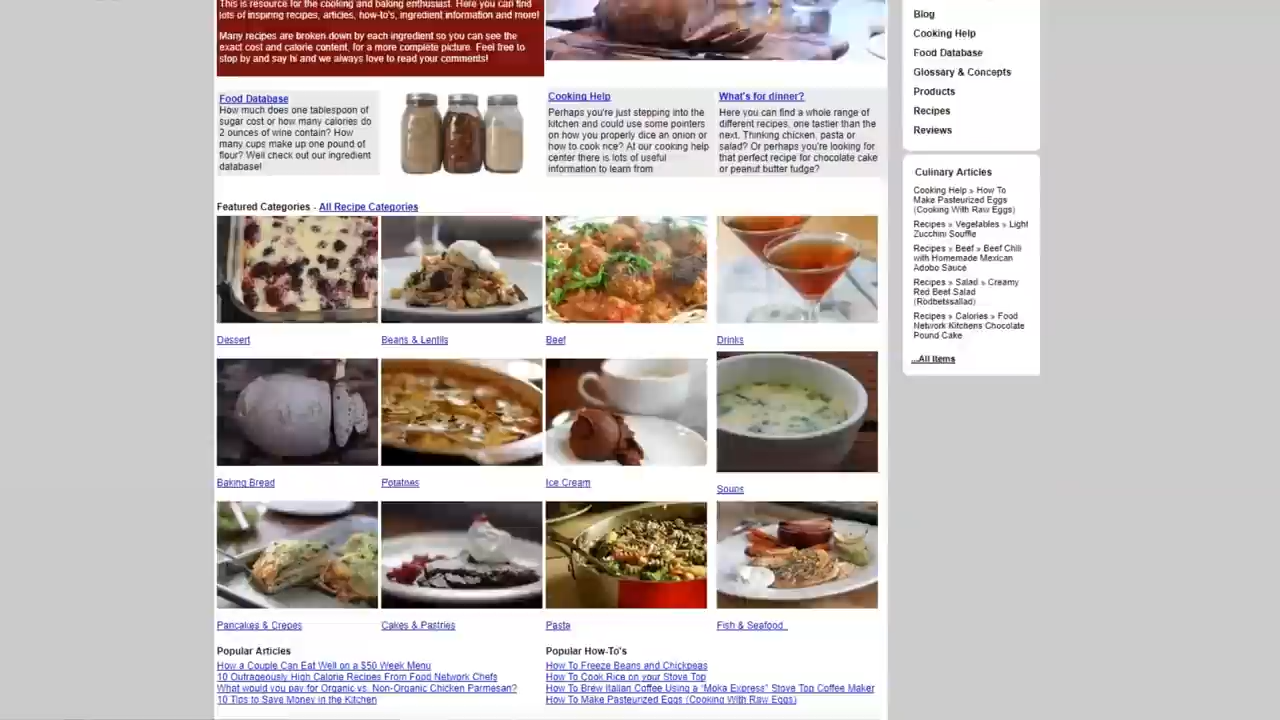 This is resource for the cooking and baking enthusiast. Here you can find
lots of inspiring recipes, articles, how-to's, ingredient information and more!
Many recipes are broken down by each ingredient so you can see the
exact cost and calorie content, for a more complete picture. Feel free to
stop by and say hi and we always love to read your comments!
Food Database
How much does one tablespoon of
sugar cost or how many calories do
2 ounces of wine contain? How
many cups make up one pound of
flour? Well check out our ingredient
database!
Cooking Help
Perhaps you're just stepping into the
kitchen and could use some pointers
on how you properly dice an onion or
how to cook rice? At our cooking help
center there is lots of useful
information to learn from
What's for dinner?
Here you can find a whole range of
different recipes, one tastier than the
next. Thinking chicken, pasta or
salad? Or perhaps you're looking for
that perfect recipe for chocolate cake
or peanut butter fudge?
Featured Categories - All Recipe Categories
Dessert
Beans & Lentils
Beef
Drinks
Baking Bread
Potatoes
Ice Cream
Soups
Pancakes & Crepes
Cakes & Pastries
Pasta
Fish & Seafood
Popular Articles
How a Couple Can Eat Well on a $50 Week Menu
10 Outrageously High Calorie Recipes From Food Network Chefs
What would you pay for Organic vs. Non-Organic Chicken Parmesan?
10 Tips to Save Money in the Kitchen
Popular How-To's
How To Freeze Beans and Chickpeas
How To Cook Rice on your Stove Top
How To Brew Italian Coffee Using a "Moka Express" Stove Top Coffee Maker
How To Make Pasteurized Eggs (Cooking With Raw Eggs)
Blog
Cooking Help
Food Database
Glossary & Concepts
Products
Recipes
Reviews
Culinary Articles
Cooking Help » How To
Make Pasteurized Eggs
(Cooking With Raw Eggs)
Recipes » Vegetables » Light
Zucchini Souffle
Recipes » Beef » Beef Chili
with Homemade Mexican
Adobo Sauce
Recipes » Salad » Creamy
Red Beet Salad
(Rodbetssallad)
Recipes » Calories » Food
Network Kitchens Chocolate
Pound Cake
...All Items